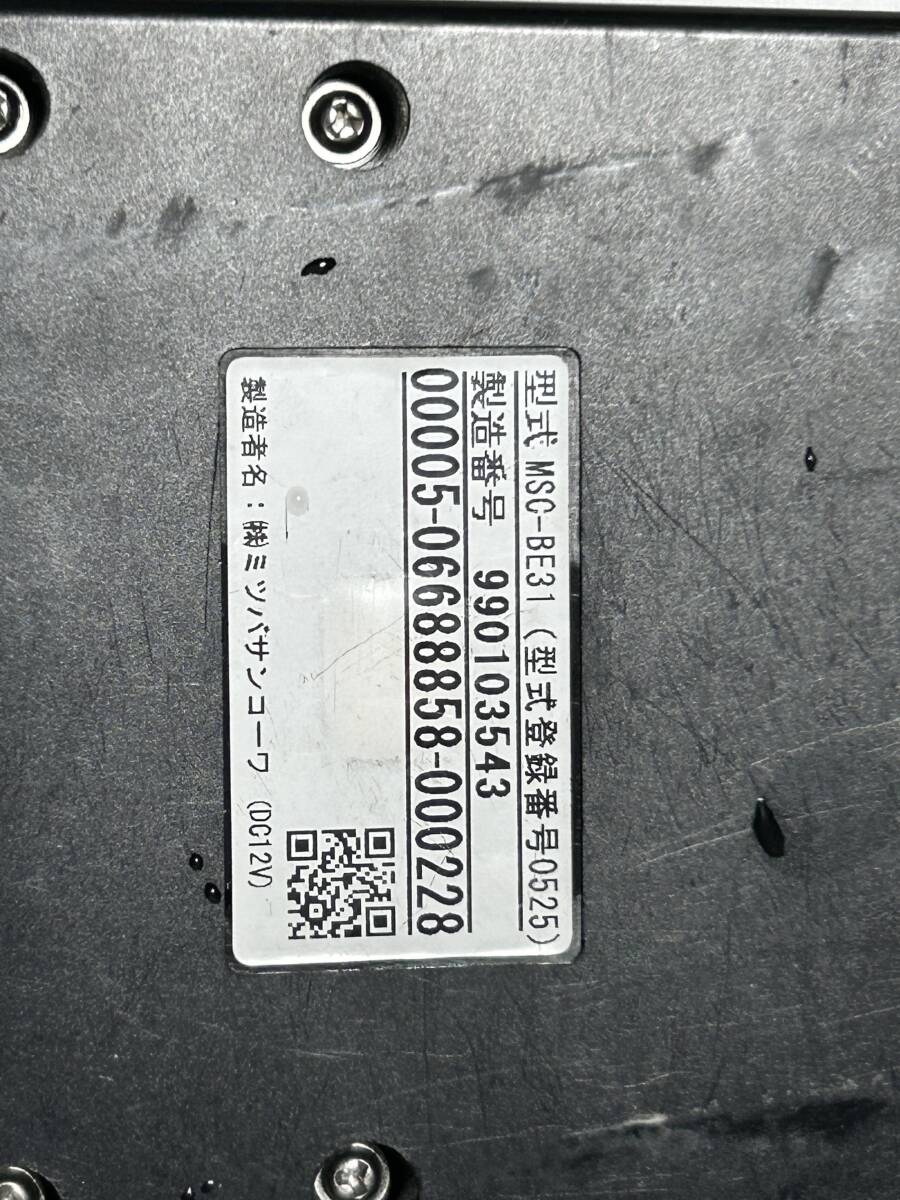 型式 MSC-BE31 (型式登録番号0525)
製造番号 990103543
00005-06688858-000228
製造者名:㈱ミツバサンコーワ (DC12V)